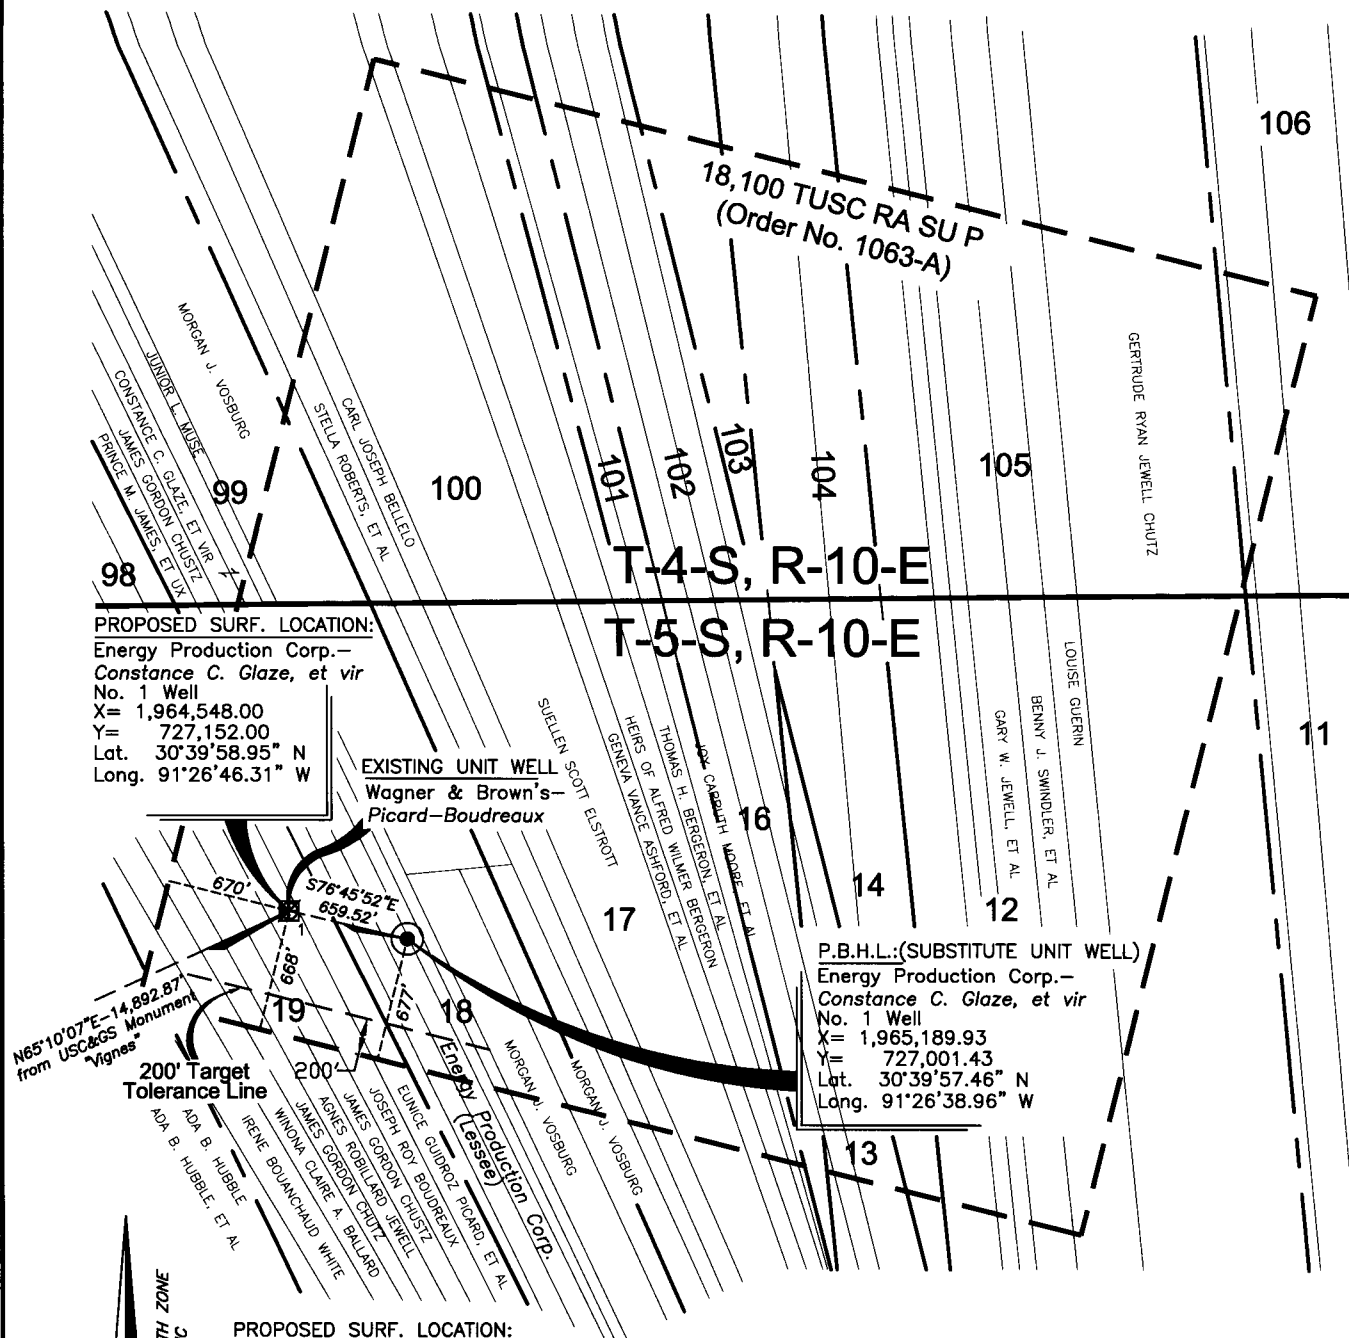 106
18,100 TUSC RA SU P
(Order No. 1063-A)
MORGAN J. VOSBURG
JUNIOR L. MUSE
CONSTANCE C. GLAZE, ET VIR
JAMES GORDON CHUSTZ
PRINCE M. JAMES, ET UX
CARL JOSEPH BELLELO
STELLA ROBERTS, ET AL
GERTRUDE RYAN JEWELL CHUTZ
98
99
100
101
102
103
104
105
T-4-S, R-10-E
T-5-S, R-10-E
PROPOSED SURF. LOCATION:
Energy Production Corp.–
Constance C. Glaze, et vir
No. 1 Well
X= 1,964,548.00
Y= 727,152.00
Lat. 30°39'58.95" N
Long. 91°26'46.31" W
EXISTING UNIT WELL
Wagner & Brown's–
Picard–Boudreaux
SUELLEN SCOTT ELSTROTT
GENEVA VANCE ASHFORD, ET AL
HEIRS OF ALFRED WILMER BERGERON
THOMAS H. BERGERON, ET AL
JOY CARRUTH MOORE, ET AL
GARY W. JEWELL, ET AL
BENNY J. SWINDLER, ET AL
LOUISE GUERIN
11
16
14
12
17
670'
S76°45'52"E
659.52'
1
668'
677'
19
18
N65°10'07"E–14,892.87'
from USC&GS Monument
"Vignes"
200' Target
Tolerance Line
200'
P.B.H.L.:(SUBSTITUTE UNIT WELL)
Energy Production Corp.–
Constance C. Glaze, et vir
No. 1 Well
X= 1,965,189.93
Y= 727,001.43
Lat. 30°39'57.46" N
Long. 91°26'38.96" W
13
ADA B. HUBBLE, ET AL
ADA B. HUBBLE
IRENE BOUANCHAUD WHITE
WINONA CLAIRE A. BALLARD
JAMES GORDON CHUTZ
AGNES ROBILLARD JEWELL
JAMES GORDON CHUSTZ
JOSEPH ROY BOUDREAUX
EUNICE GUIDROZ PICARD, ET AL
Energy Production Corp.
(Lessee)
MORGAN J. VOSBURG
MORGAN J. VOSBURG
TH ZONE
PROPOSED SURF. LOCATION: